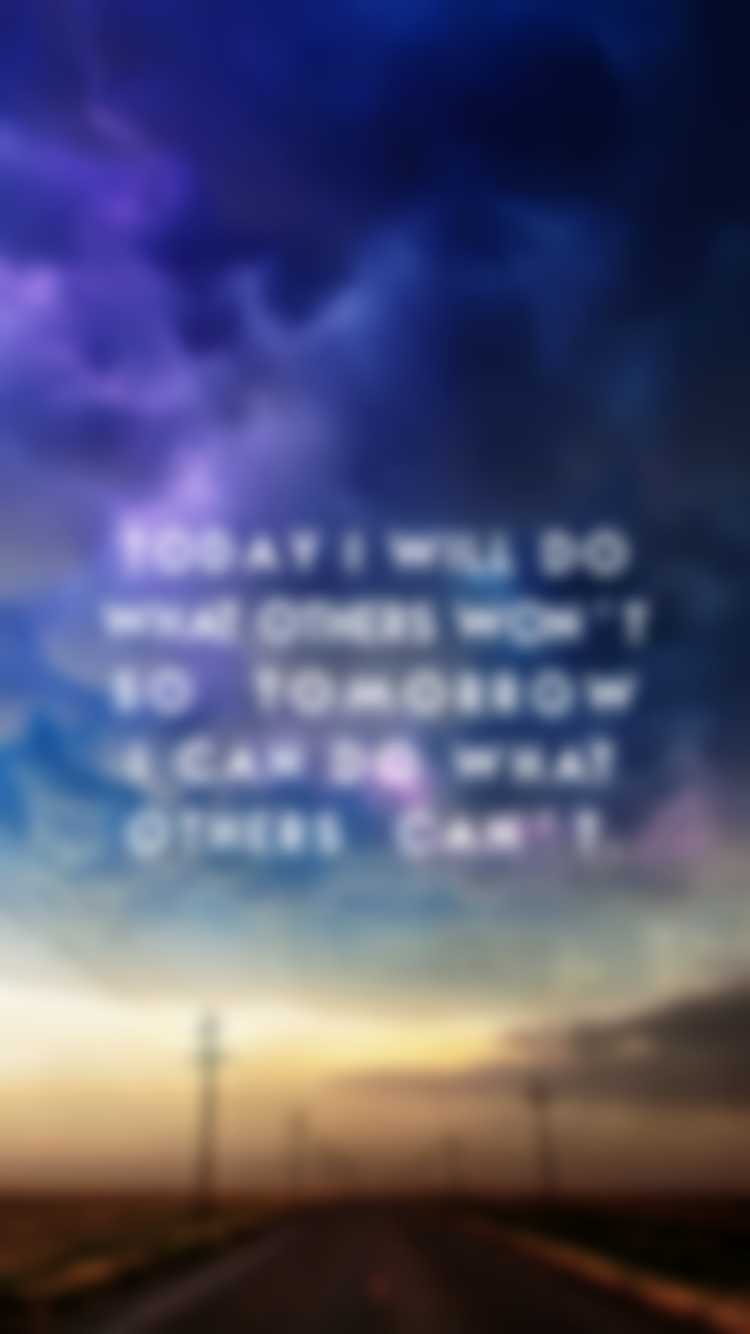 TODAY I WILL DO
WHAT OTHERS WON'T
SO TOMORROW
I CAN DO WHAT
OTHERS CAN'T.